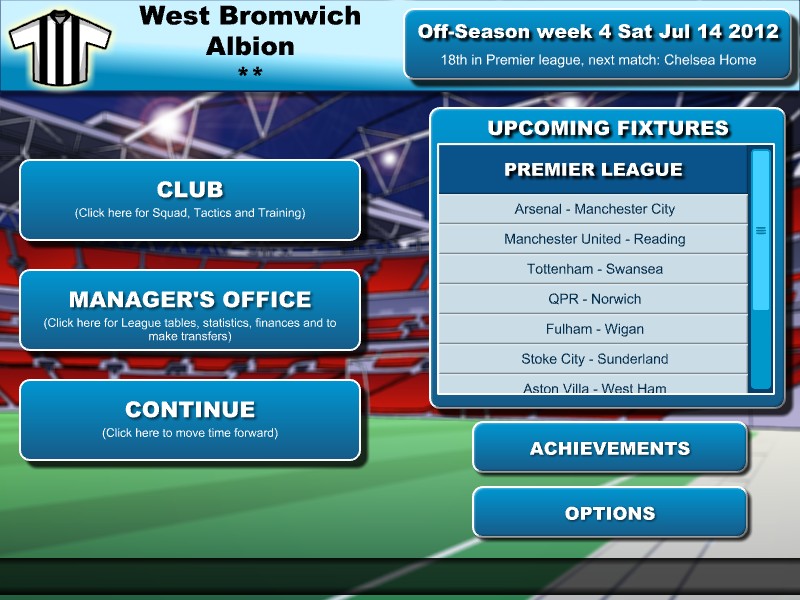 West Bromwich
Albion
**
Off-Season week 4 Sat Jul 14 2012
18th in Premier league, next match: Chelsea Home
CLUB
(Click here for Squad, Tactics and Training)
MANAGER'S OFFICE
(Click here for League tables, statistics, finances and to
make transfers)
CONTINUE
(Click here to move time forward)
UPCOMING FIXTURES
PREMIER LEAGUE
Arsenal - Manchester City
Manchester United - Reading
Tottenham - Swansea
QPR - Norwich
Fulham - Wigan
Stoke City - Sunderland
Aston Villa - West Ham
ACHIEVEMENTS
OPTIONS